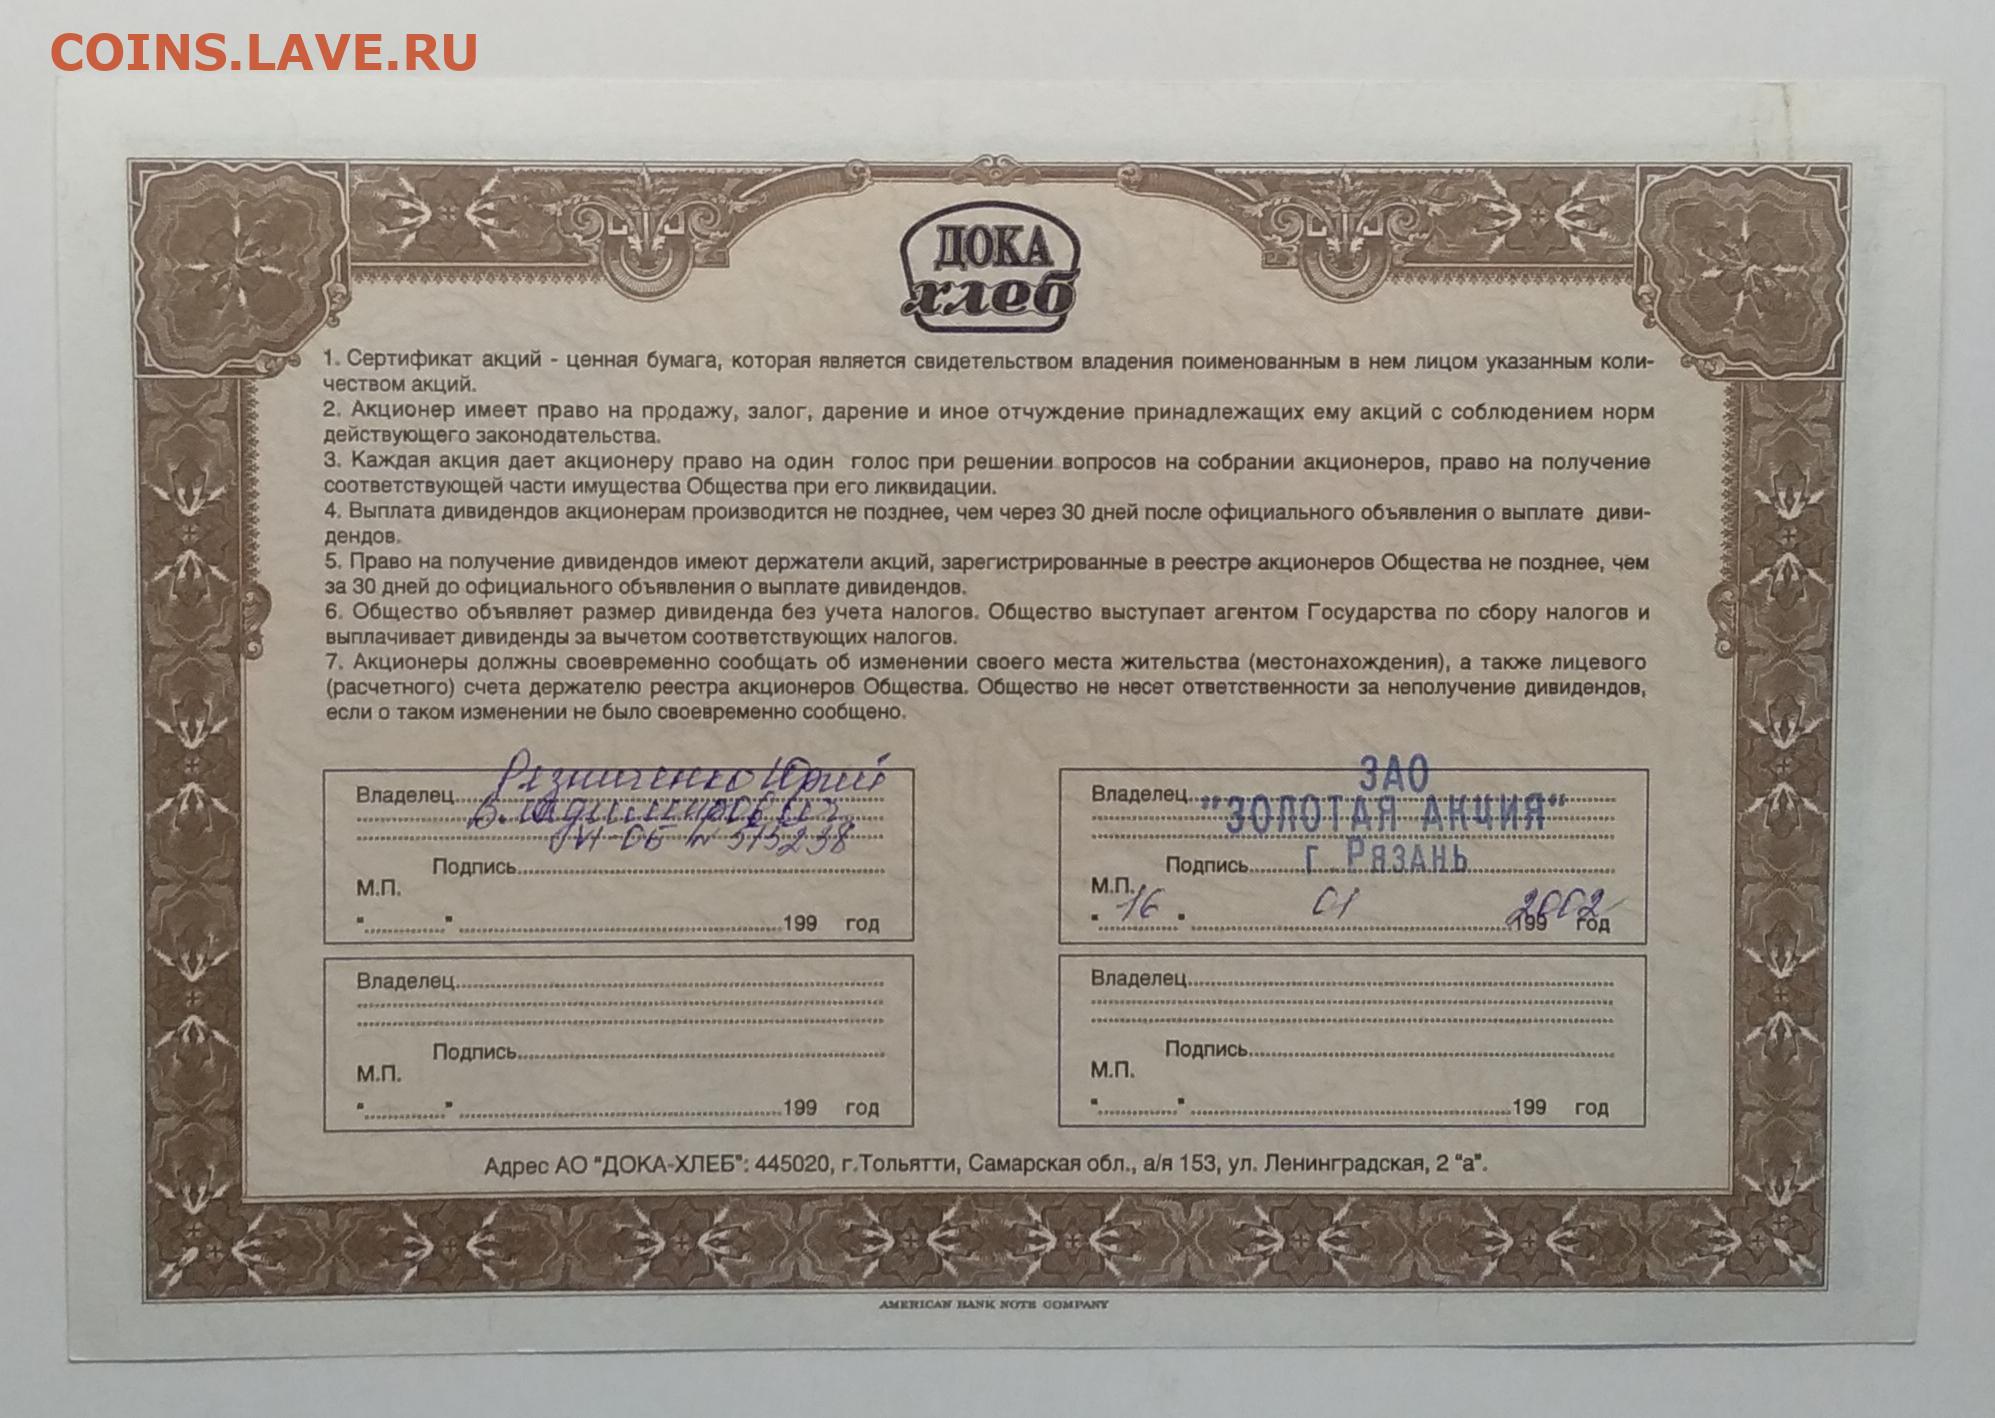 COINS.LAVE.RU
ДОКА
хлеб
1. Сертификат акций - ценная бумага, которая является свидетельством владения поименованным в нем лицом указанным коли-
чеством акций.
2. Акционер имеет право на продажу, залог, дарение и иное отчуждение принадлежащих ему акций с соблюдением норм
действующего законодательства.
3. Каждая акция дает акционеру право на один голос при решении вопросов на собрании акционеров, право на получение
соответствующей части имущества Общества при его ликвидации.
4. Выплата дивидендов акционерам производится не позднее, чем через 30 дней после официального объявления о выплате диви-
дендов.
5. Право на получение дивидендов имеют держатели акций, зарегистрированные в реестре акционеров Общества не позднее, чем
за 30 дней до официального объявления о выплате дивидендов.
6. Общество объявляет размер дивиденда без учета налогов. Общество выступает агентом Государства по сбору налогов и
выплачивает дивиденды за вычетом соответствующих налогов.
7. Акционеры должны своевременно сообщать об изменении своего места жительства (местонахождения), а также лицевого
(расчетного) счета держателю реестра акционеров Общества. Общество не несет ответственности за неполучение дивидендов,
если о таком изменении не было своевременно сообщено.
Владелец Резниченко Юрий
Владимирович
VI-ОБ N 515238
Подпись
М.П.
" " 199 год
ЗАО
Владелец "ЗОЛОТАЯ АКЦИЯ"
Подпись г. РЯЗАНЬ
М.П.
" 16 " 01 2002
199 год
Владелец
Подпись
М.П.
" " 199 год
Владелец
Подпись
М.П.
" " 199 год
Адрес АО "ДОКА-ХЛЕБ": 445020, г.Тольятти, Самарская обл., а/я 153, ул. Ленинградская, 2 "а".
AMERICAN BANK NOTE COMPANY